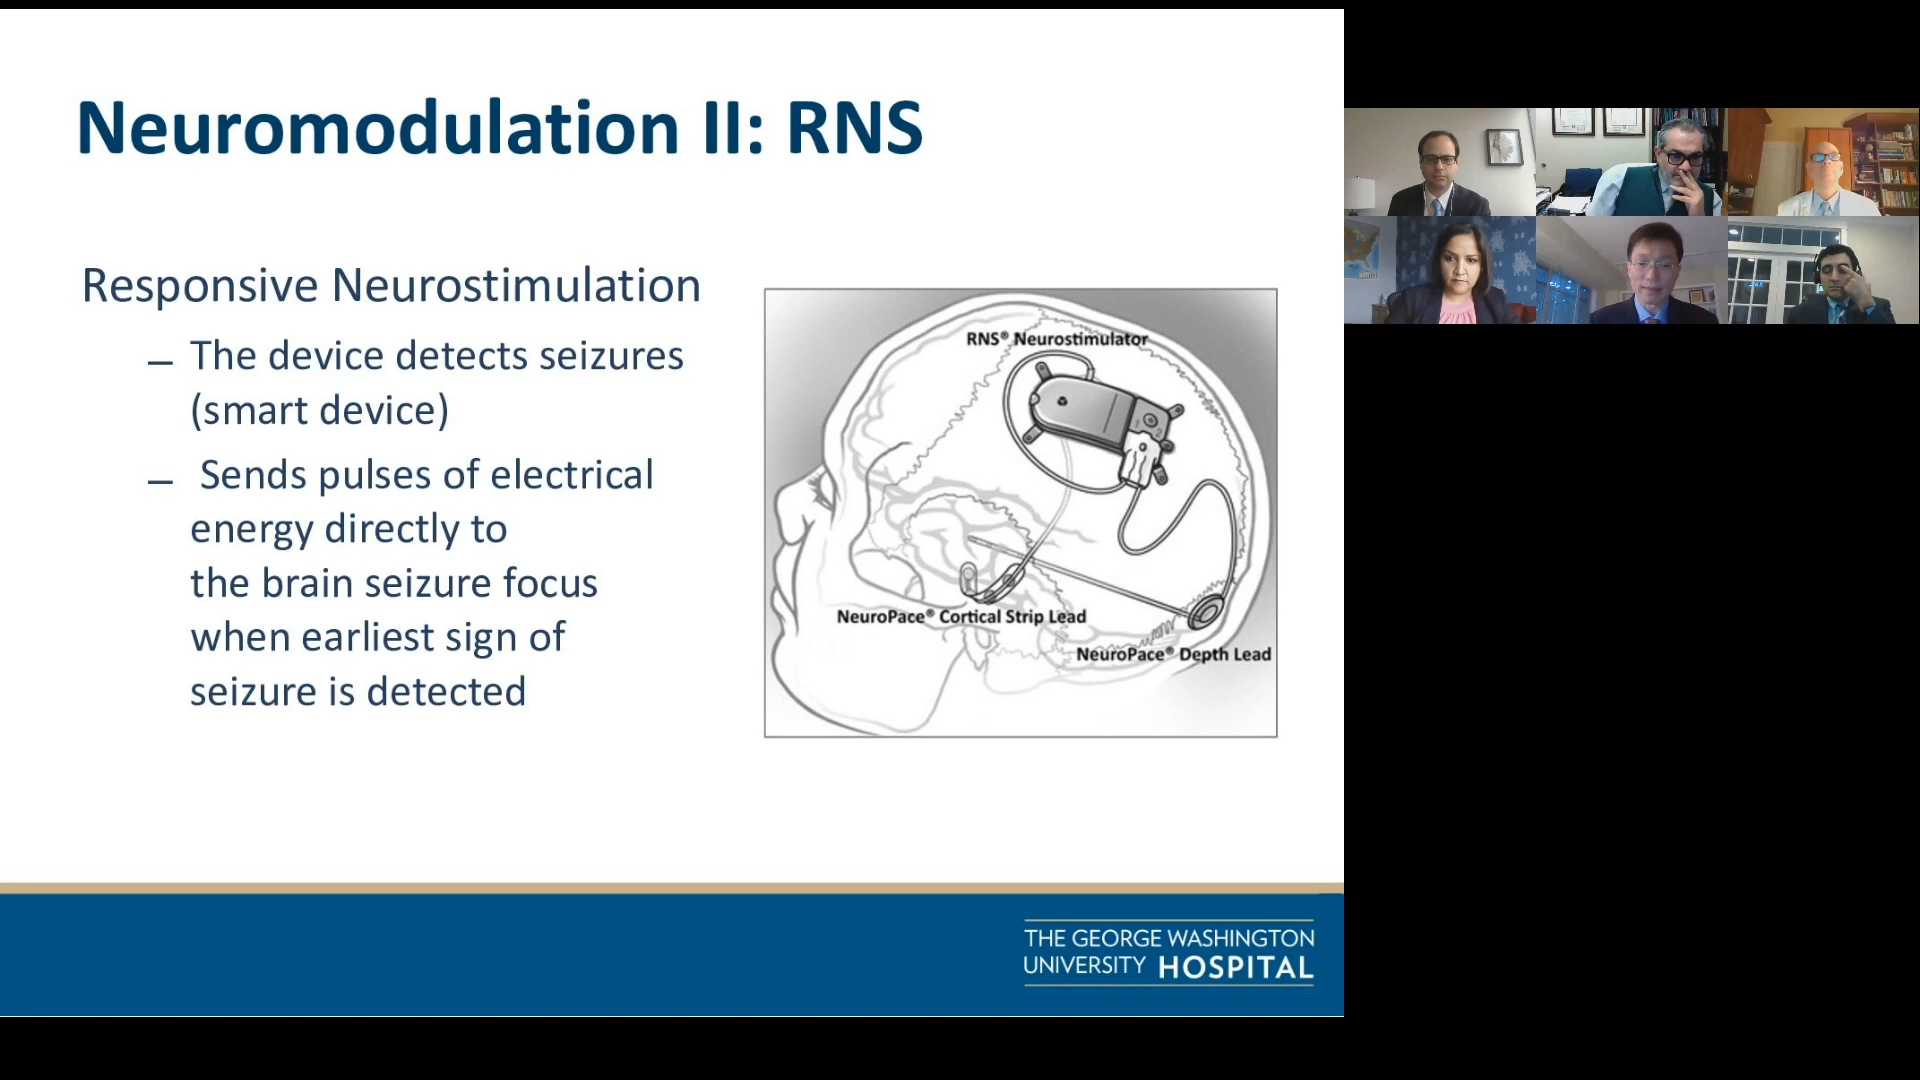 Neuromodulation II: RNS
Responsive Neurostimulation
– The device detects seizures
(smart device)
– Sends pulses of electrical
energy directly to
the brain seizure focus
when earliest sign of
seizure is detected
RNS® Neurostimulator
1 2
NeuroPace® Cortical Strip Lead
NeuroPace® Depth Lead
THE GEORGE WASHINGTON
UNIVERSITY HOSPITAL